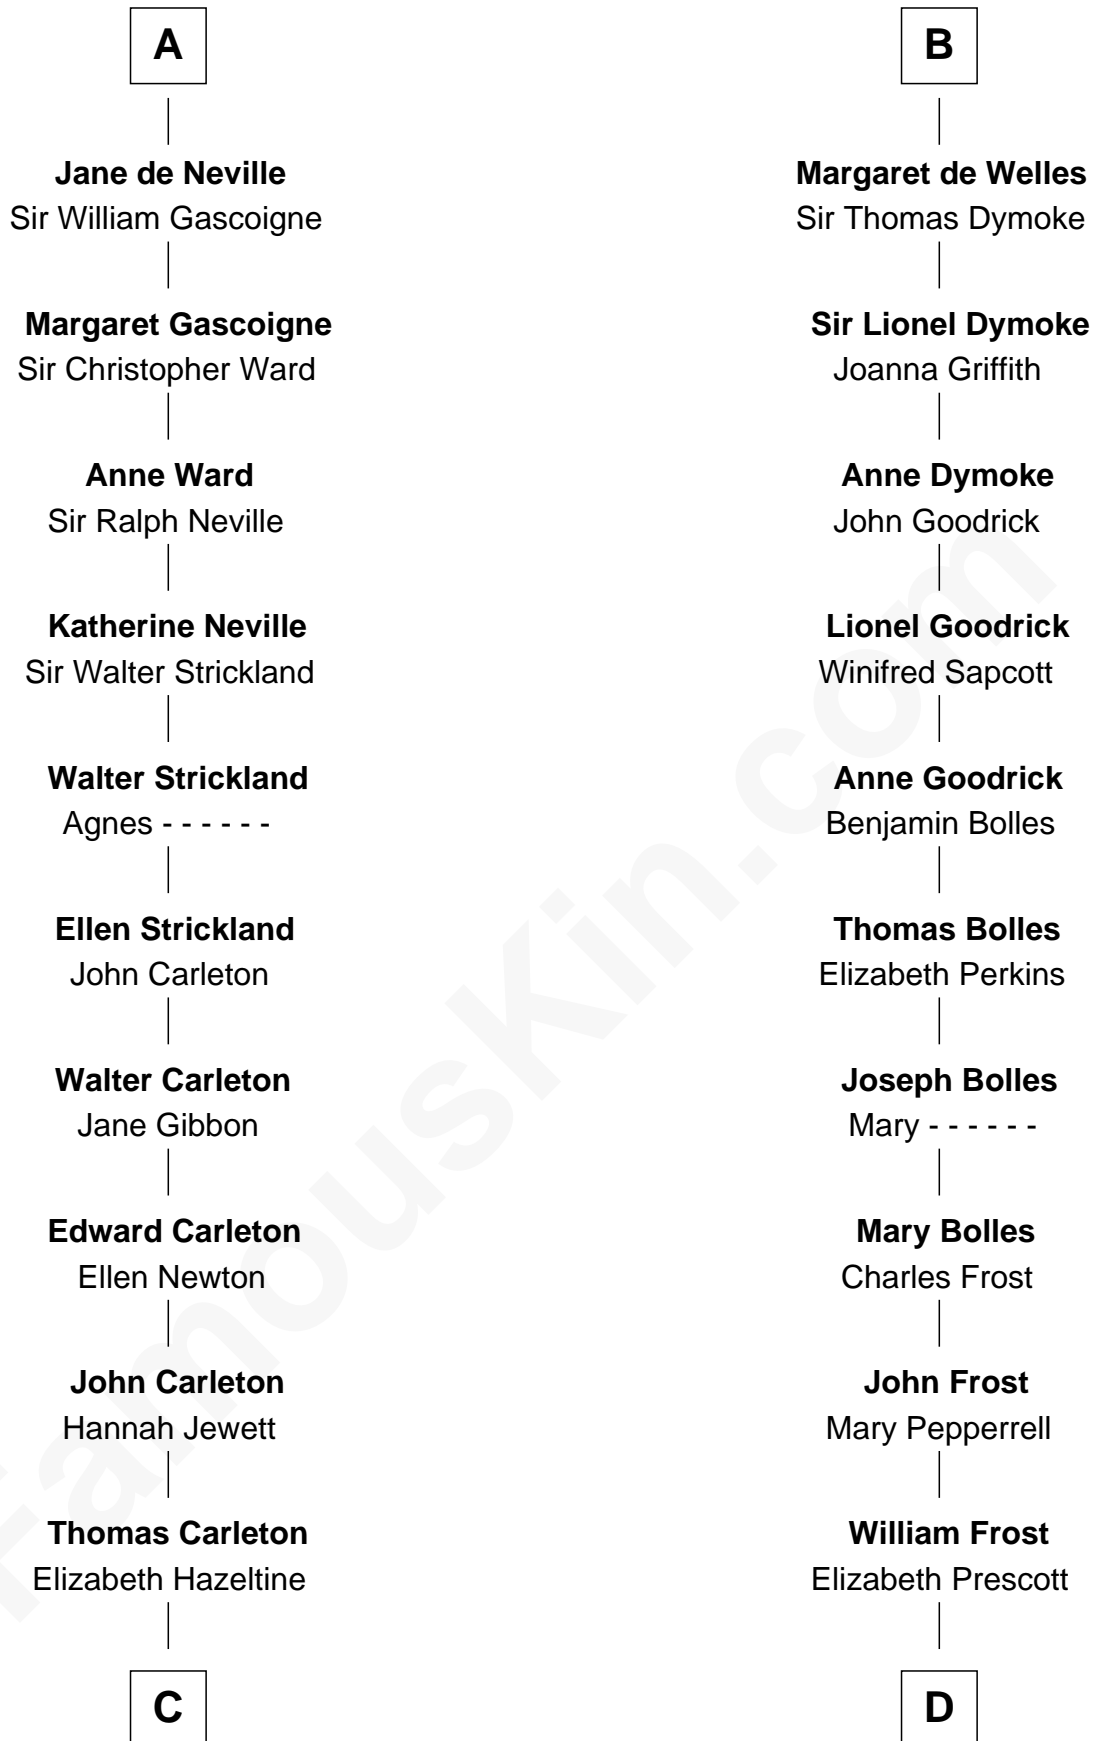 A
Jane de Neville
Sir William Gascoigne
Margaret Gascoigne
Sir Christopher Ward
Anne Ward
Sir Ralph Neville
Katherine Neville
Sir Walter Strickland
Walter Strickland
Agnes - - - - - -
Ellen Strickland
John Carleton
Walter Carleton
Jane Gibbon
Edward Carleton
Ellen Newton
John Carleton
Hannah Jewett
Thomas Carleton
Elizabeth Hazeltine
C
B
Margaret de Welles
Sir Thomas Dymoke
Sir Lionel Dymoke
Joanna Griffith
Anne Dymoke
John Goodrick
Lionel Goodrick
Winifred Sapcott
Anne Goodrick
Benjamin Bolles
Thomas Bolles
Elizabeth Perkins
Joseph Bolles
Mary - - - - - -
Mary Bolles
Charles Frost
John Frost
Mary Pepperrell
William Frost
Elizabeth Prescott
D
FamousKin.com